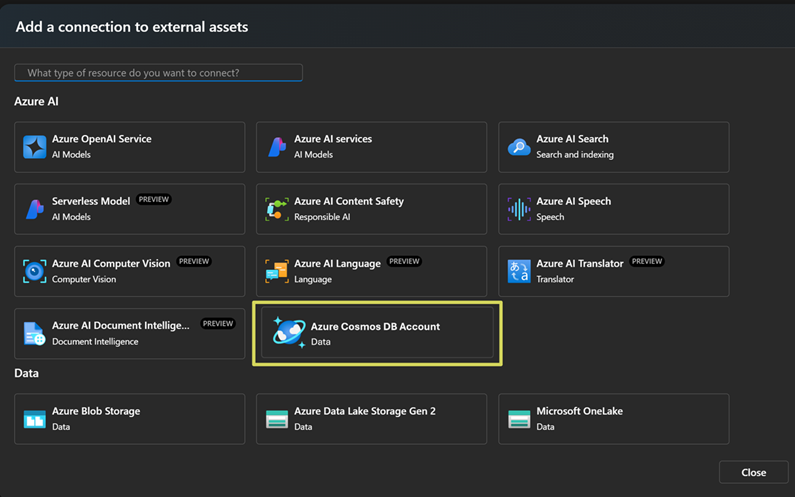 Add a connection to external assets
What type of resource do you want to connect?
Azure AI
Azure OpenAI Service
AI Models
Azure AI services
AI Models
Azure AI Search
Search and indexing
Serverless Model PREVIEW
AI Models
Azure AI Content Safety
Responsible AI
Azure AI Speech
Speech
Azure AI Computer Vision PREVIEW
Computer Vision
Azure AI Language PREVIEW
Language
Azure AI Translator PREVIEW
Translator
Azure AI Document Intellige... PREVIEW
Document Intelligence
Azure Cosmos DB Account
Data
Data
Azure Blob Storage
Data
Azure Data Lake Storage Gen 2
Data
Microsoft OneLake
Data
Close